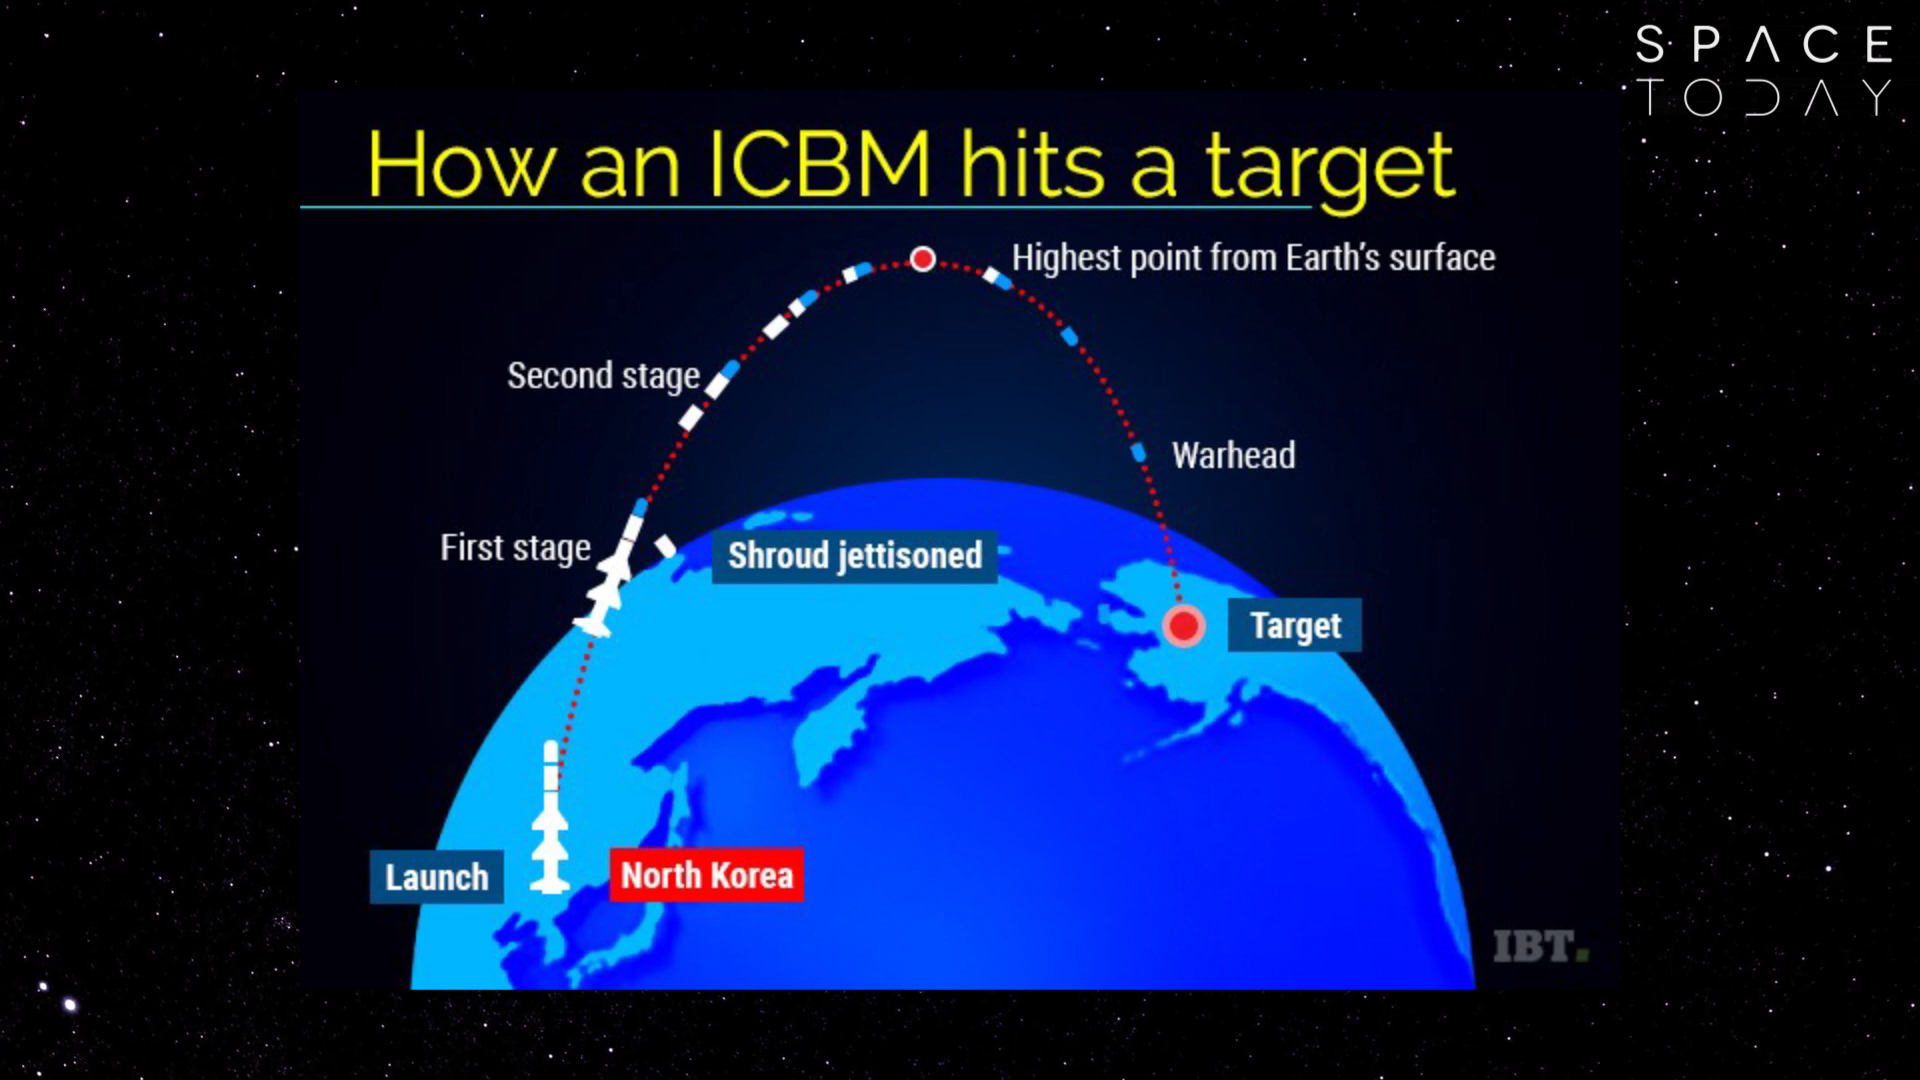 SPACE
TODAY
How an ICBM hits a target
Highest point from Earth's surface
Second stage
Warhead
First stage
Shroud jettisoned
Target
Launch
North Korea
IBT.